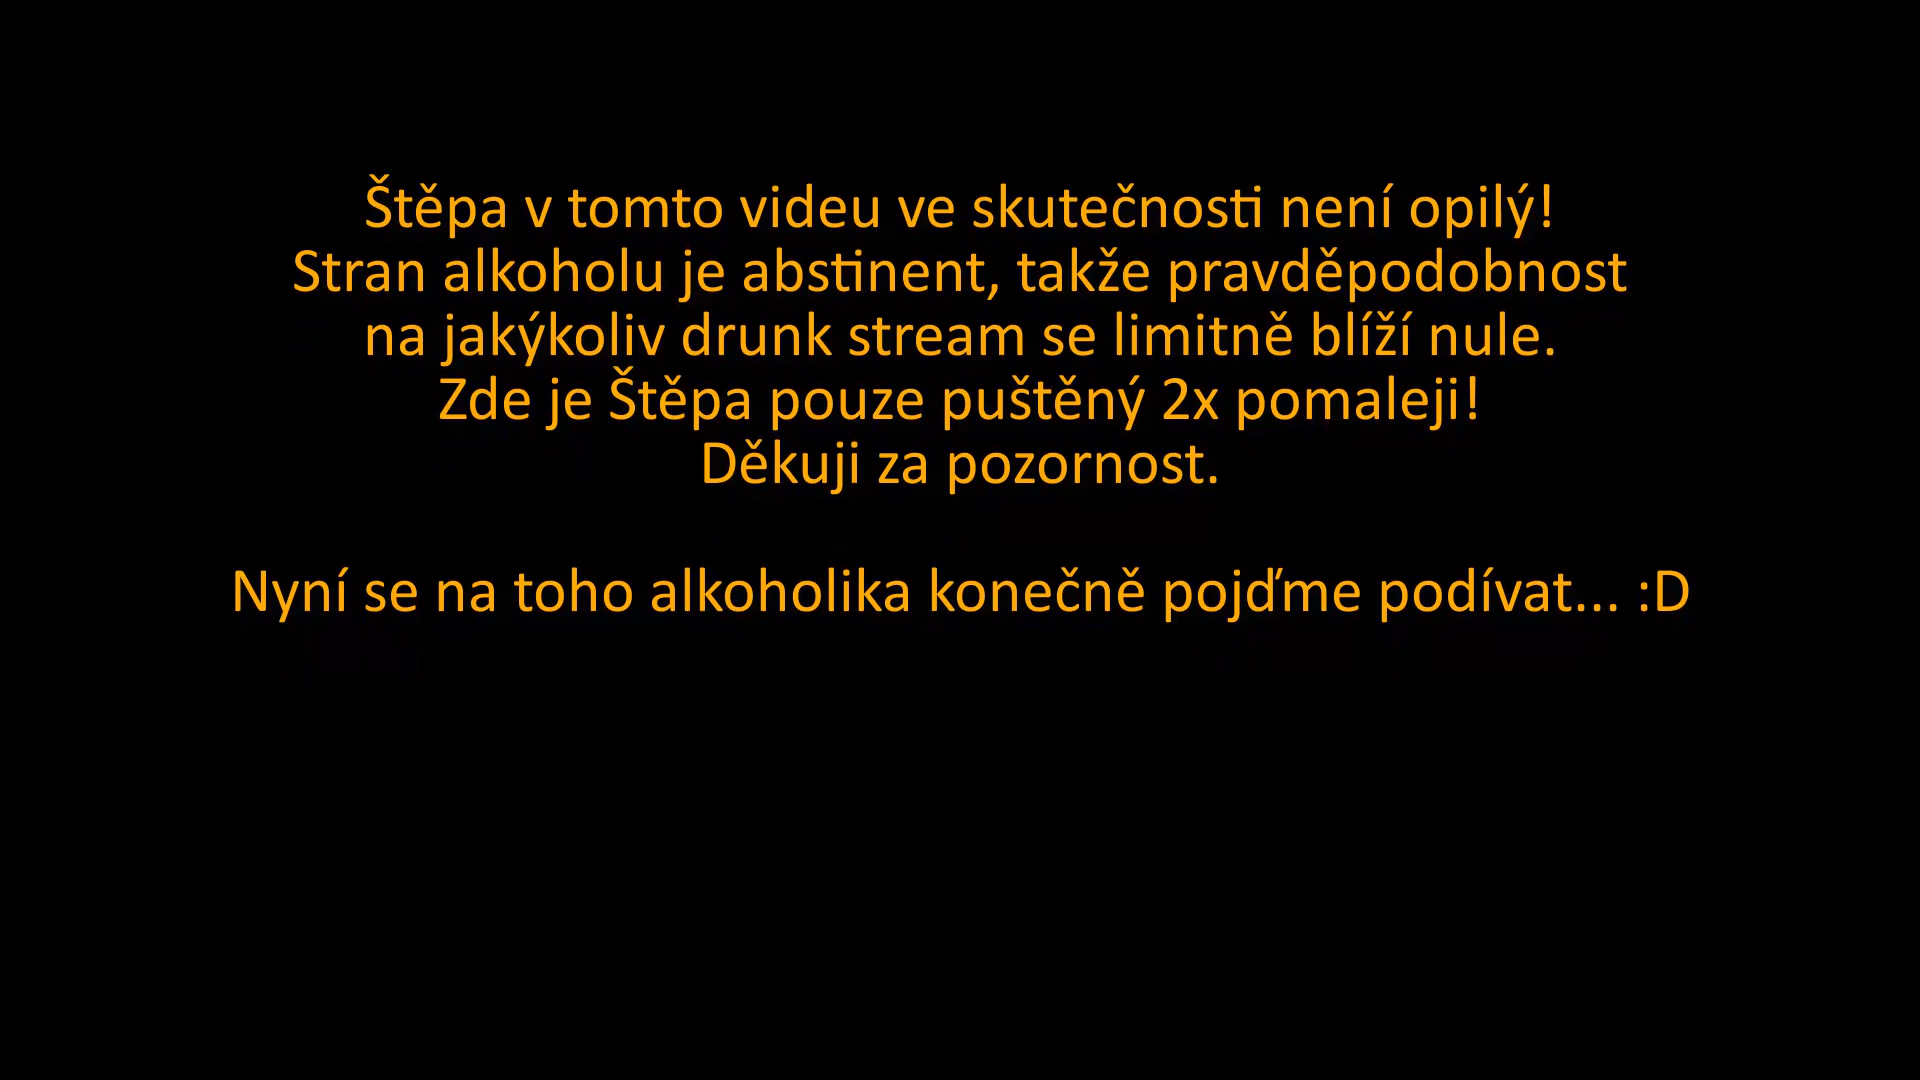 Štěpa v tomto videu ve skutečnosti není opilý!
Stran alkoholu je abstinent, takže pravděpodobnost
na jakýkoliv drunk stream se limitně blíží nule.
Zde je Štěpa pouze puštěný 2x pomaleji!
Děkuji za pozornost.
Nyní se na toho alkoholika konečně pojďme podívat... :D